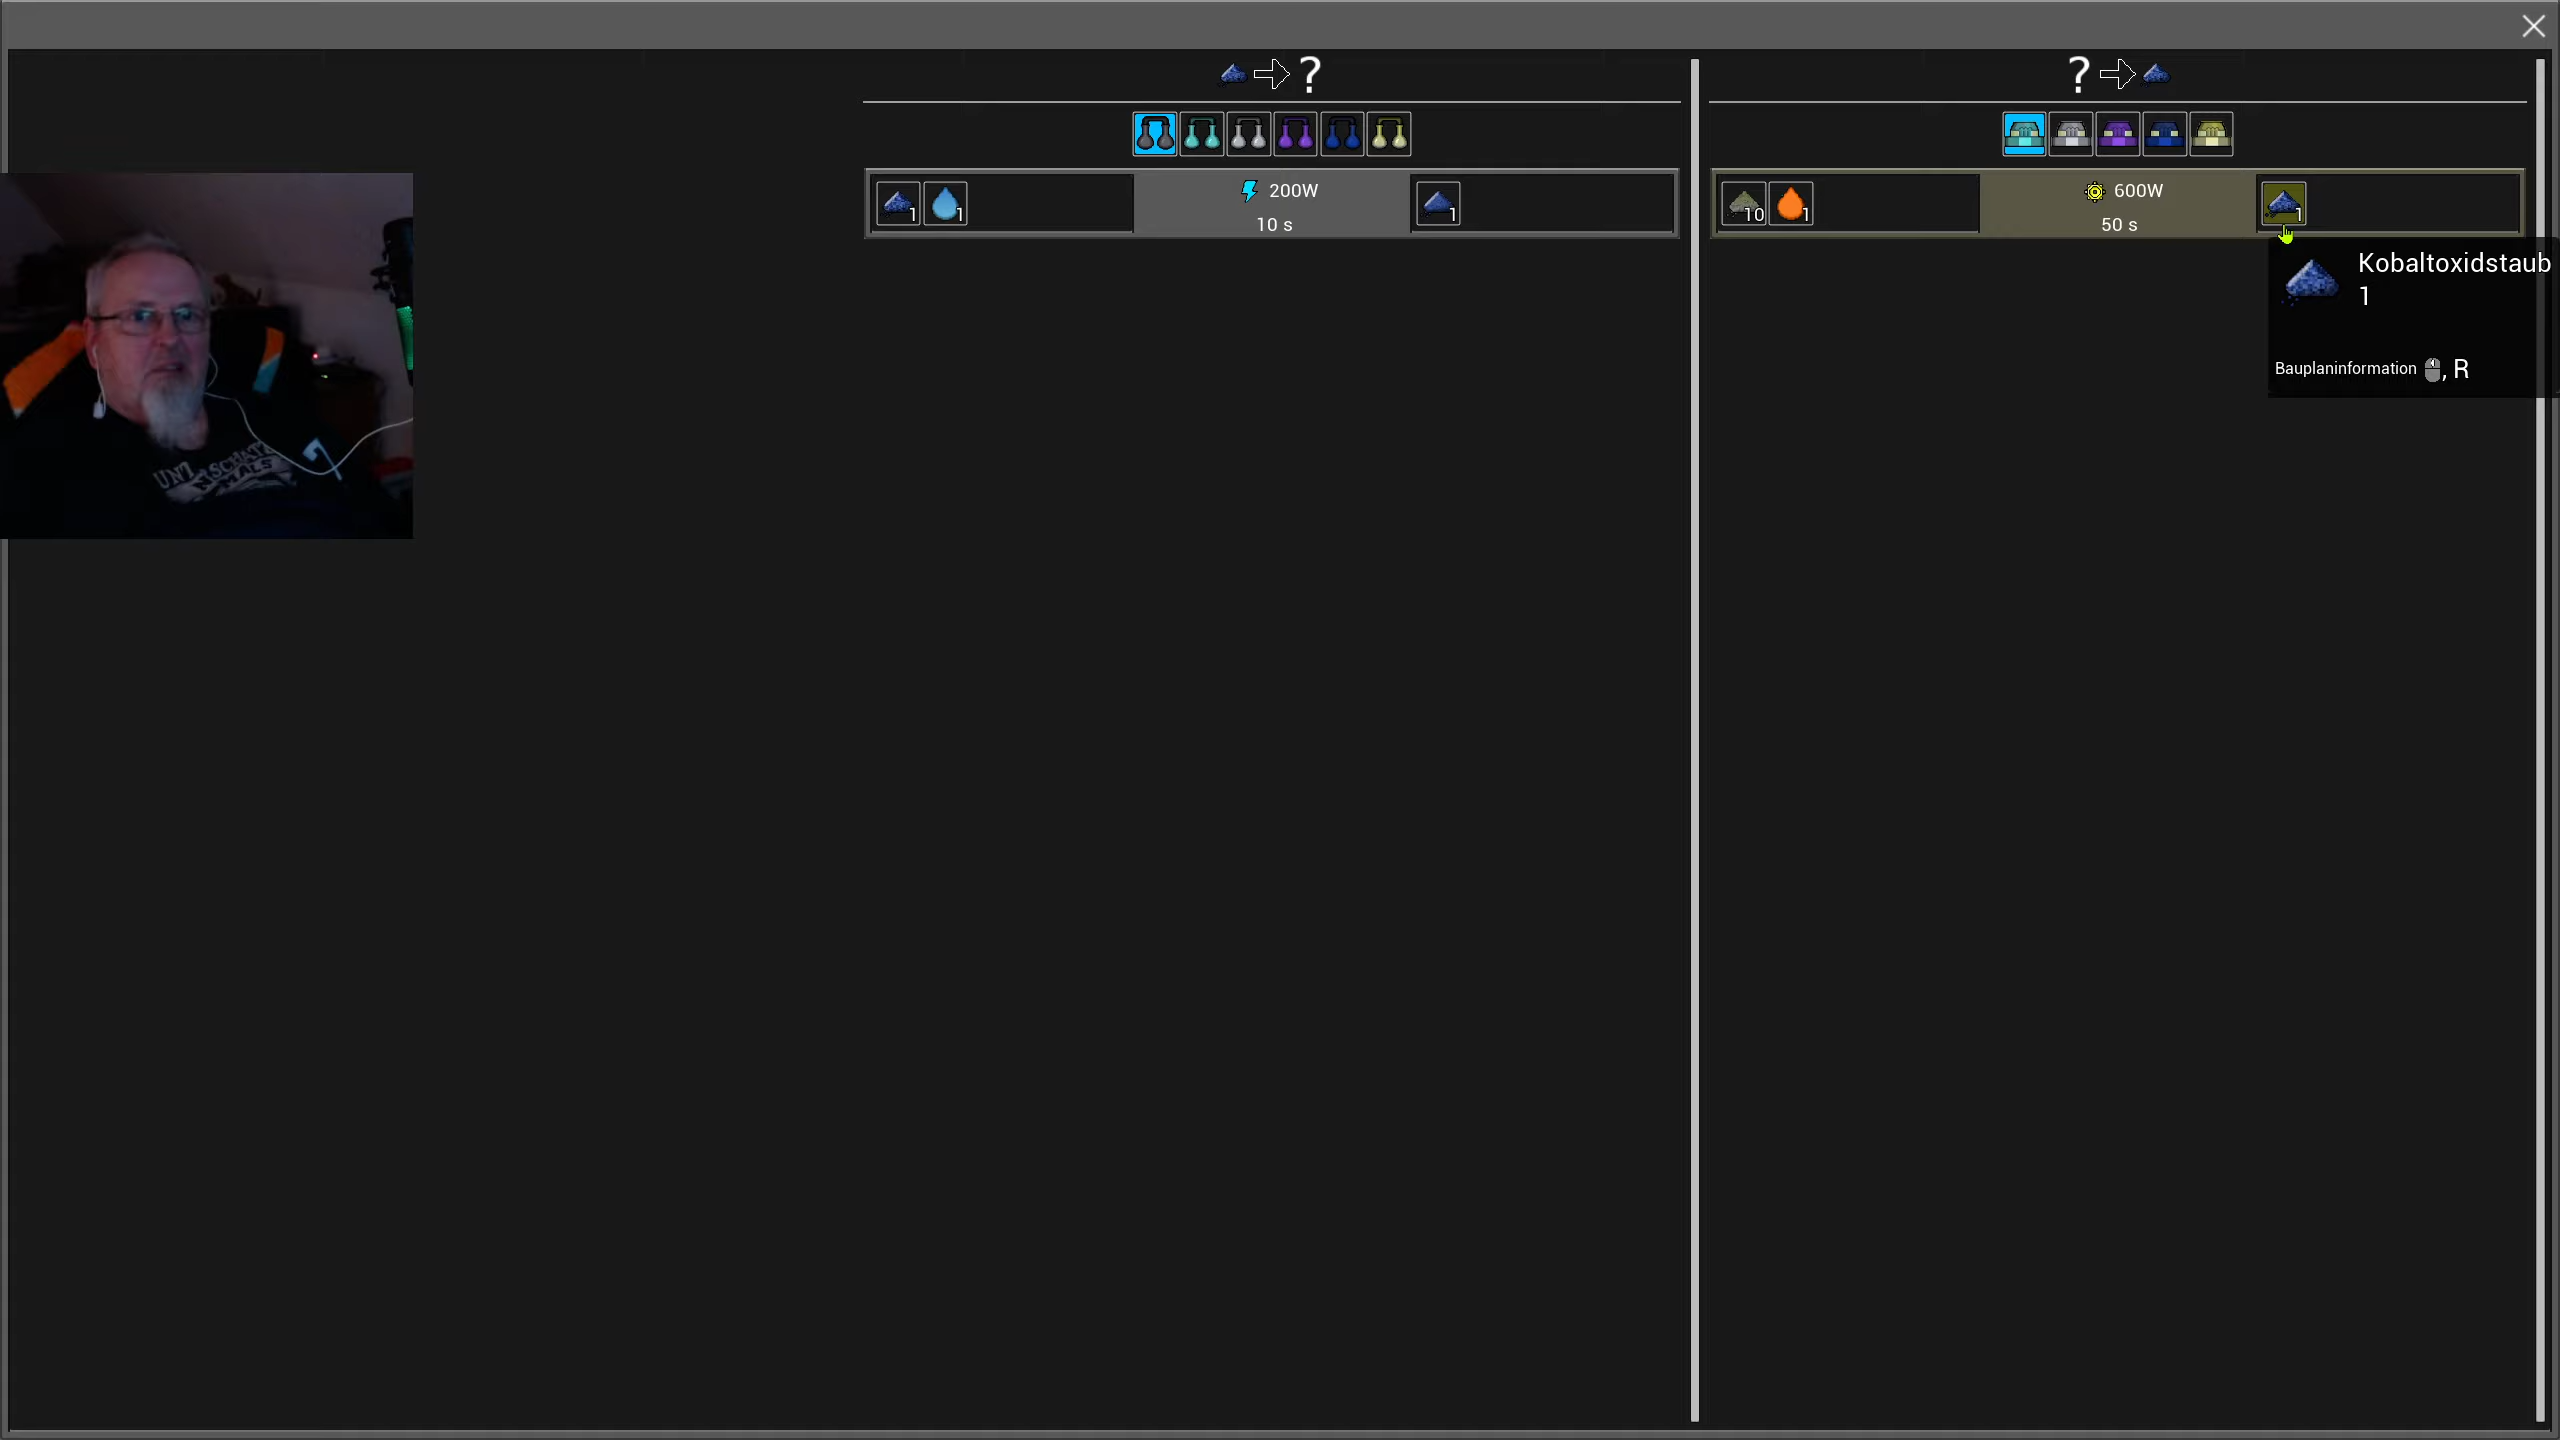 ? ?
1 1 200W 1
10 s
10 1 600W 1
50 s
Kobaltoxidstaub
1
Bauplaninformation , R